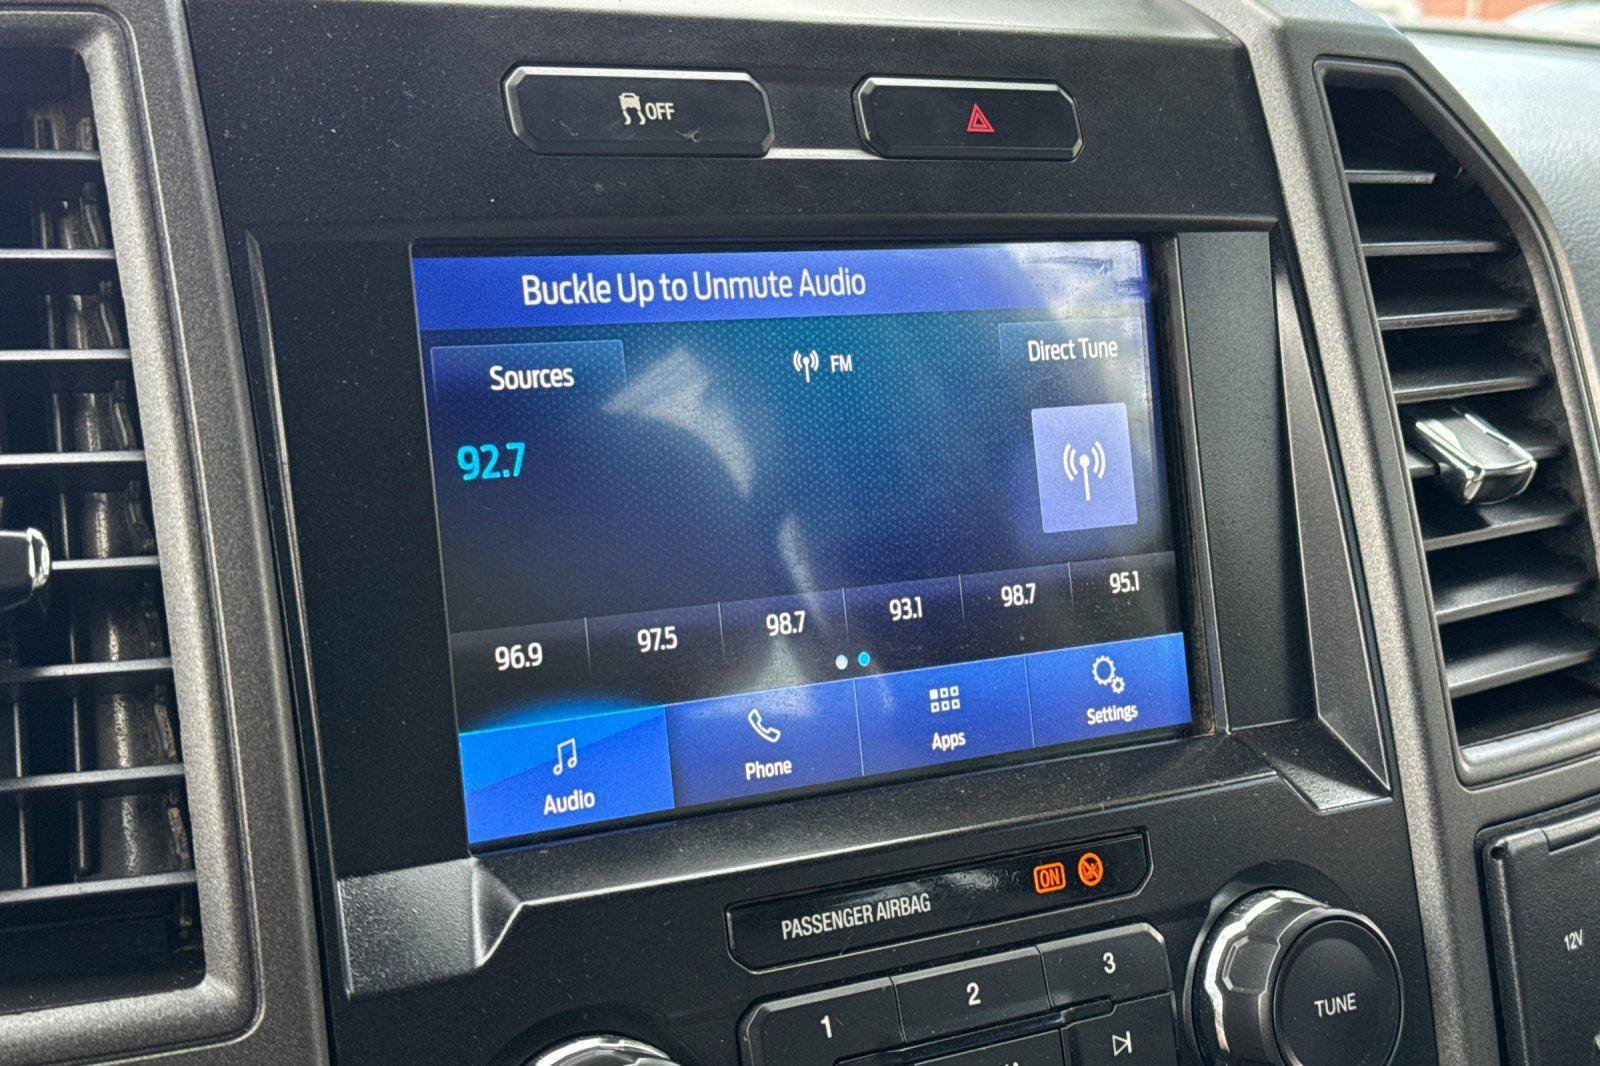 OFF
Buckle Up to Unmute Audio
Sources
FM
Direct Tune
92.7
96.9
97.5
98.7
93.1
98.7
95.1
Audio
Phone
Apps
Settings
PASSENGER AIRBAG
ON
1
2
3
TUNE
12V